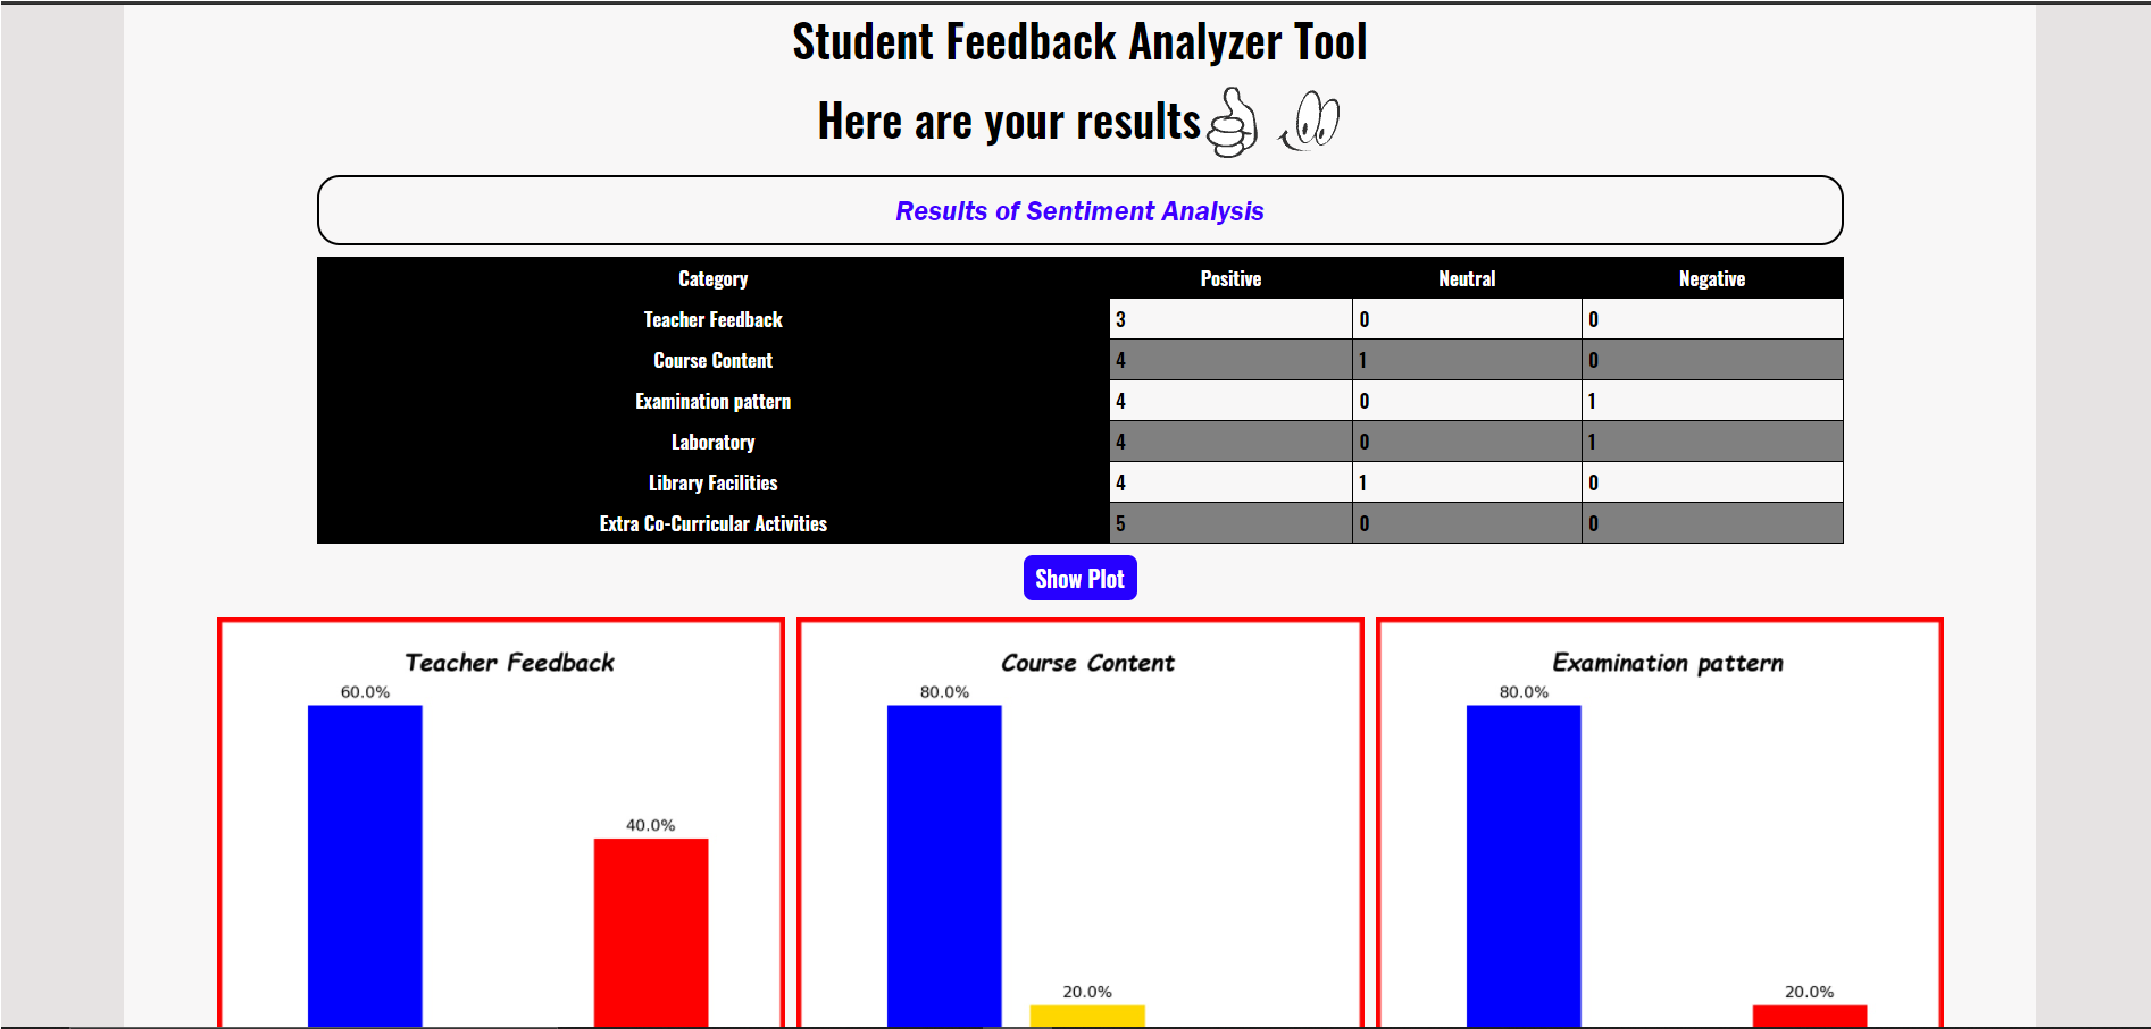 Student Feedback Analyzer Tool
Here are your results
Results of Sentiment Analysis
Category Positive Neutral Negative
Teacher Feedback 3 0 0
Course Content 4 1 0
Examination pattern 4 0 1
Laboratory 4 0 1
Library Facilities 4 1 0
Extra Co-Curricular Activities 5 0 0
Show Plot
Teacher Feedback
60.0%
40.0%
Course Content
80.0%
20.0%
Examination pattern
80.0%
20.0%